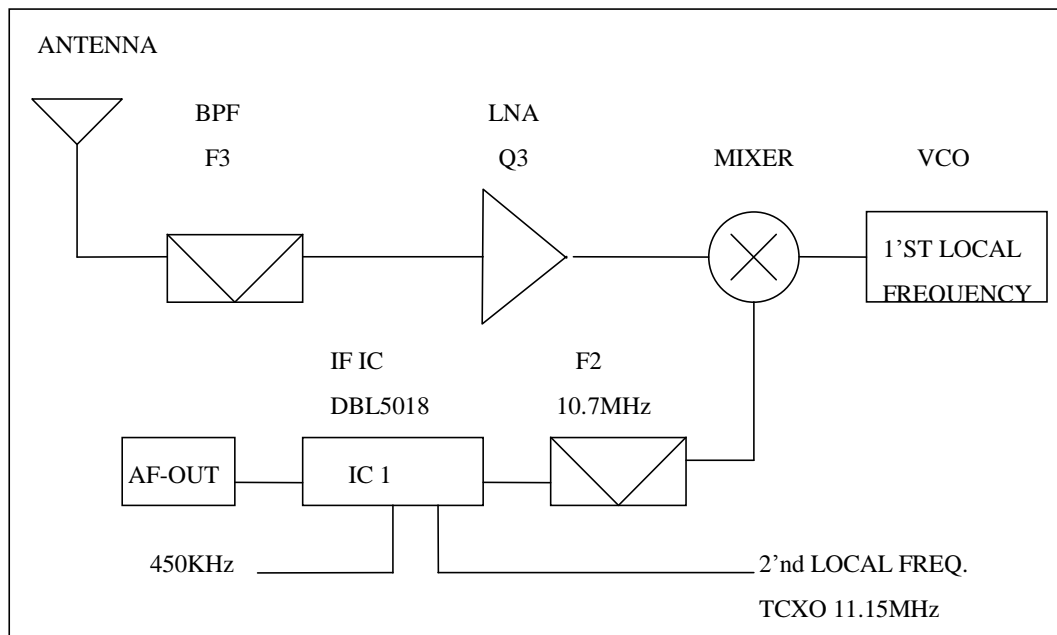 ANTENNA
BPF
F3
LNA
Q3
MIXER
VCO
1’ST LOCAL
FREQUENCY
IF IC
DBL5018
F2
10.7MHz
AF-OUT
IC 1
450KHz
2’nd LOCAL FREQ.
TCXO 11.15MHz